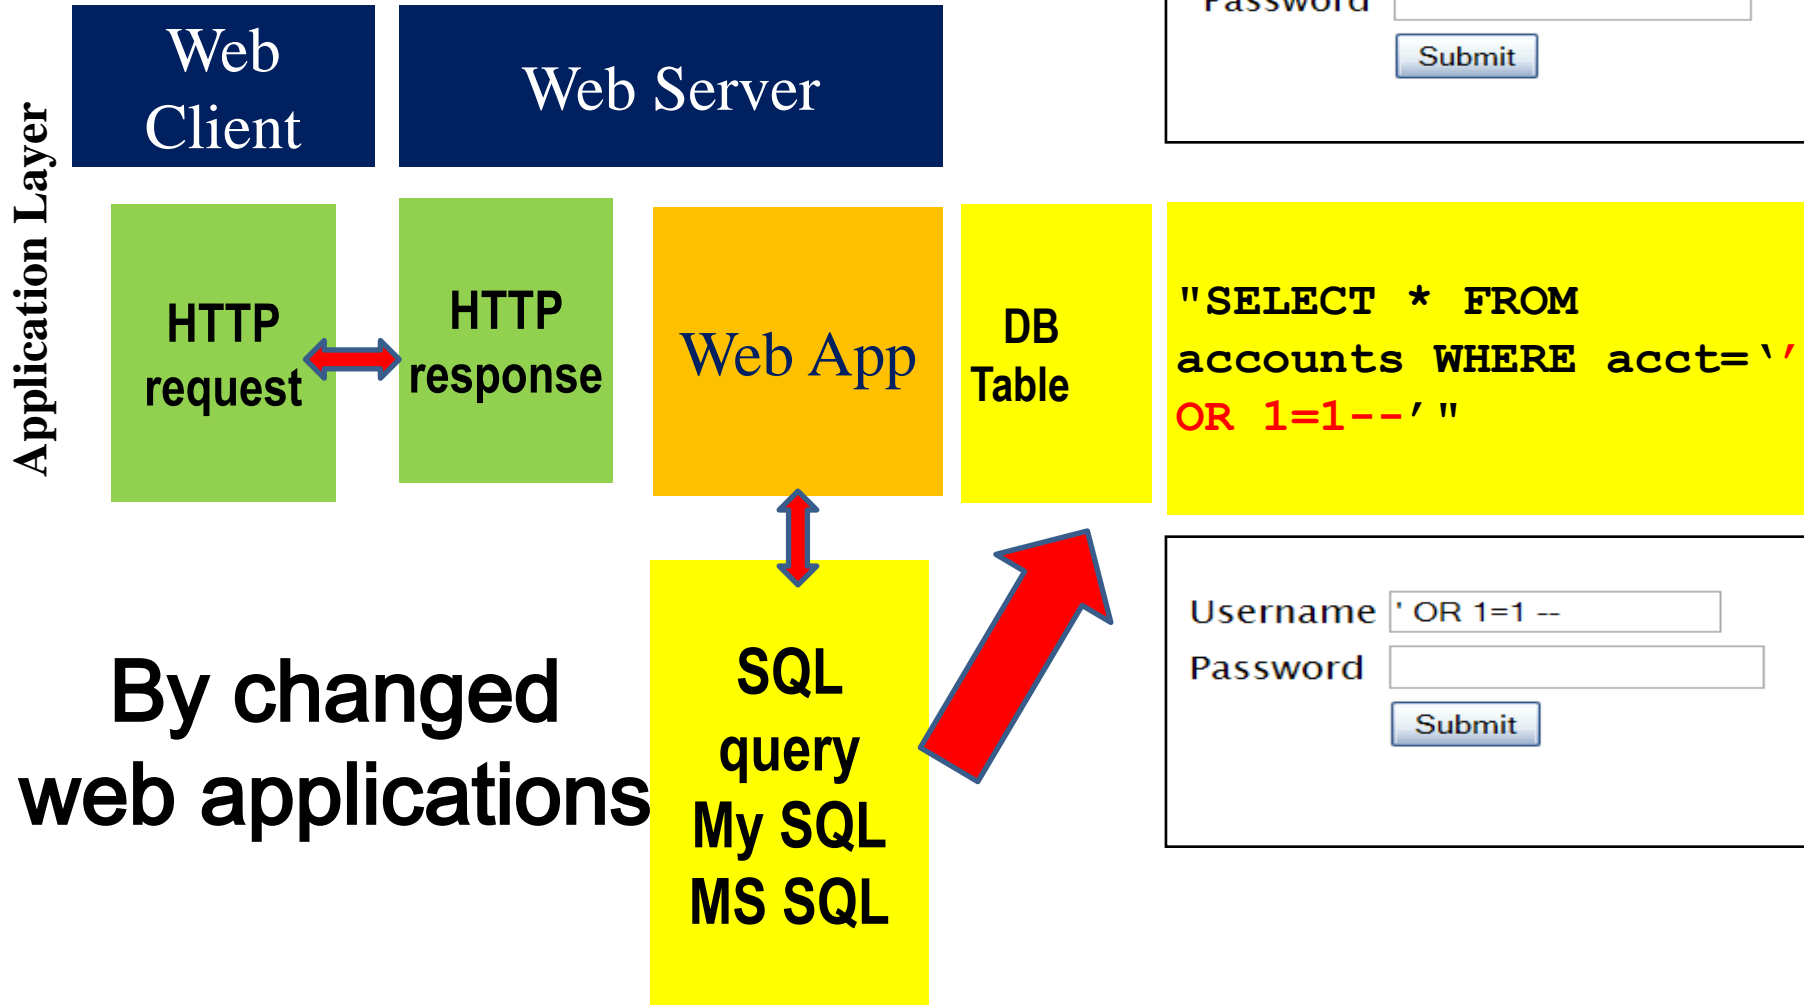 Password
Submit
Web
Client
Web Server
Application Layer
HTTP
request
HTTP
response
Web App
DB
Table
"SELECT * FROM
accounts WHERE acct=‘’
OR 1=1--’"
Username ' OR 1=1 --
Password
Submit
By changed
web applications
SQL
query
My SQL
MS SQL